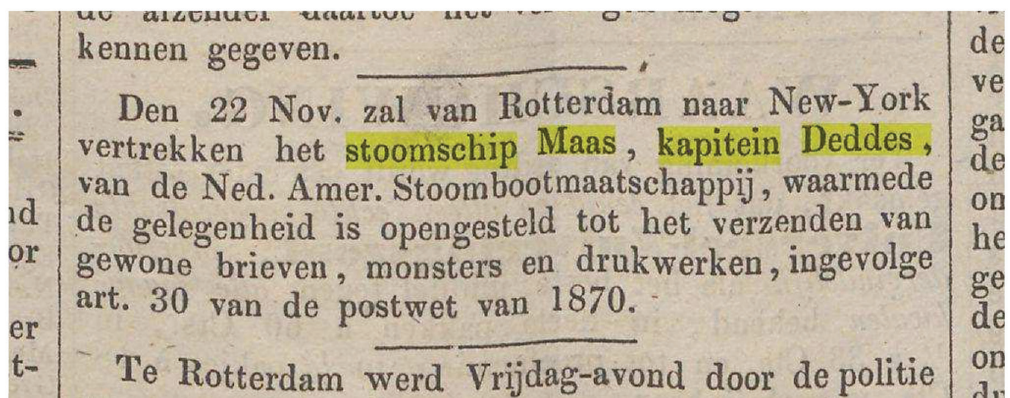 kennen gegeven.
Den 22 Nov. zal van Rotterdam naar New-York
vertrekken het stoomschip Maas, kapitein Deddes,
van de Ned. Amer. Stoombootmaatschappij, waarmede
de gelegenheid is opengesteld tot het verzenden van
gewone brieven, monsters en drukwerken, ingevolge
art. 30 van de postwet van 1870.
Te Rotterdam werd Vrijdag-avond door de politie